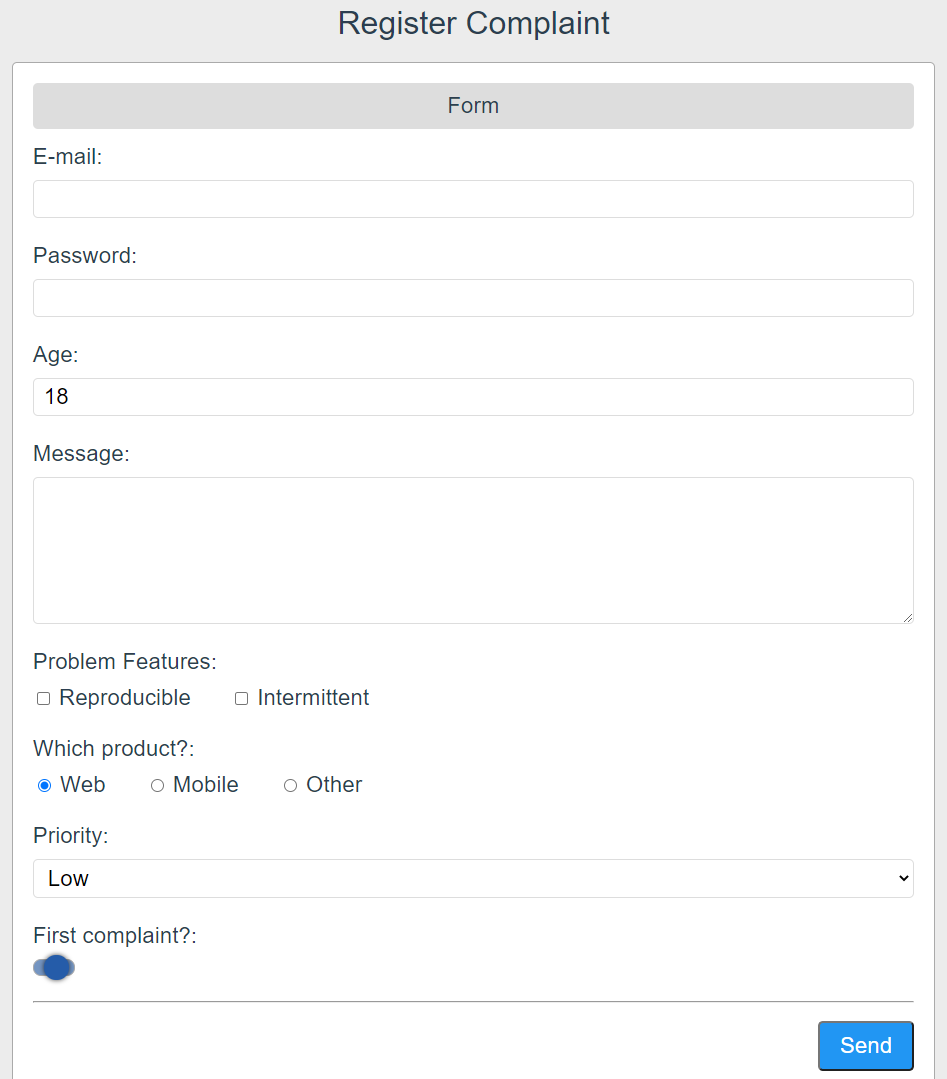 Register Complaint
Form
E-mail:
Password:
Age:
18
Message:
Problem Features:
Reproducible Intermittent
Which product?:
Web Mobile Other
Priority:
Low
First complaint?:
Send